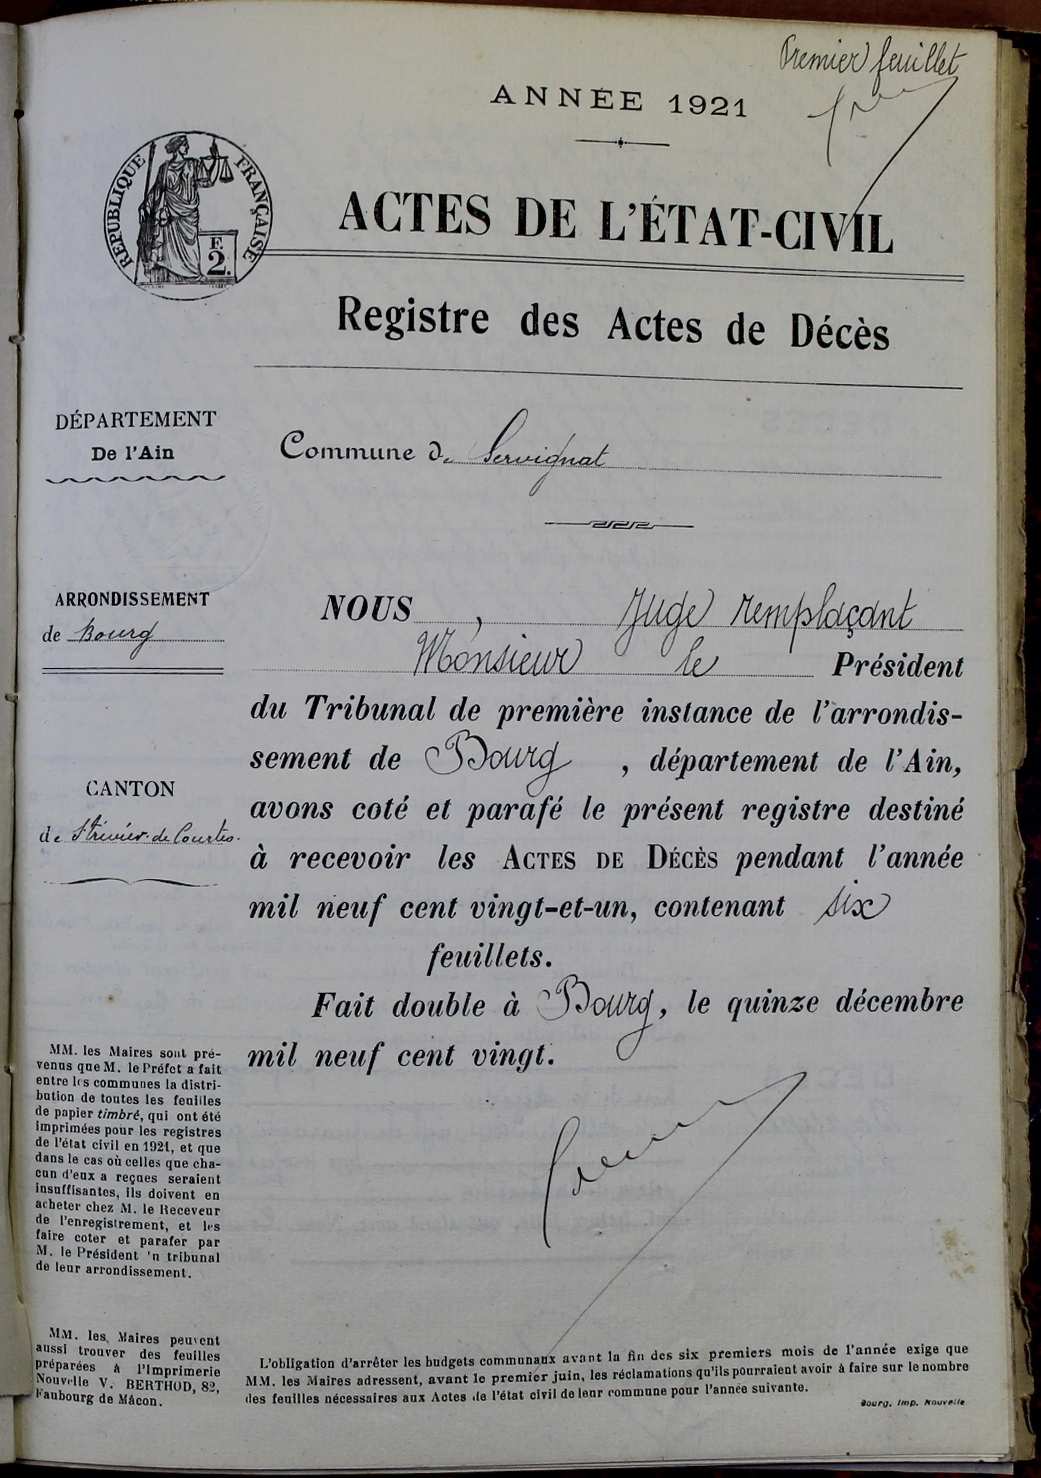 Premier feuillet
ANNÉE 1921
RÉPUBLIQUE FRANÇAISE
F.
2.
ACTES DE L'ÉTAT-CIVIL
Registre des Actes de Décès
DÉPARTEMENT
De l'Ain
Commune de Servignat
ARRONDISSEMENT
de Bourg
CANTON
de St Trivier-de Courtes.
NOUS , Juge remplaçant
Monsieur le Président
du Tribunal de première instance de l'arrondis-
sement de Bourg , département de l'Ain,
avons coté et parafé le présent registre destiné
à recevoir les ACTES DE DÉCÈS pendant l'année
mil neuf cent vingt-et-un, contenant six
feuillets.
Fait double à Bourg, le quinze décembre
mil neuf cent vingt.
MM. les Maires sont pré-
venus que M. le Préfet a fait
entre les communes la distri-
bution de toutes les feuilles
de papier timbré, qui ont été
imprimées pour les registres
de l'état civil en 1921, et que
dans le cas où celles que cha-
cun d'eux a reçues seraient
insuffisantes, ils doivent en
acheter chez M. le Receveur
de l'enregistrement, et les
faire coter et parafer par
M. le Président 'n tribunal
de leur arrondissement.
MM. les Maires peuvent
aussi trouver des feuilles
préparées à l'Imprimerie
Nouvelle V. BERTHOD, 82,
Faubourg de Mâcon.
L'obligation d'arrêter les budgets communaux avant la fin des six premiers mois de l'année exige que
MM. les Maires adressent, avant le premier juin, les réclamations qu'ils pourraient avoir à faire sur le nombre
des feuilles nécessaires aux Actes de l'état civil de leur commune pour l'année suivante.
Bourg, Imp. Nouvelle